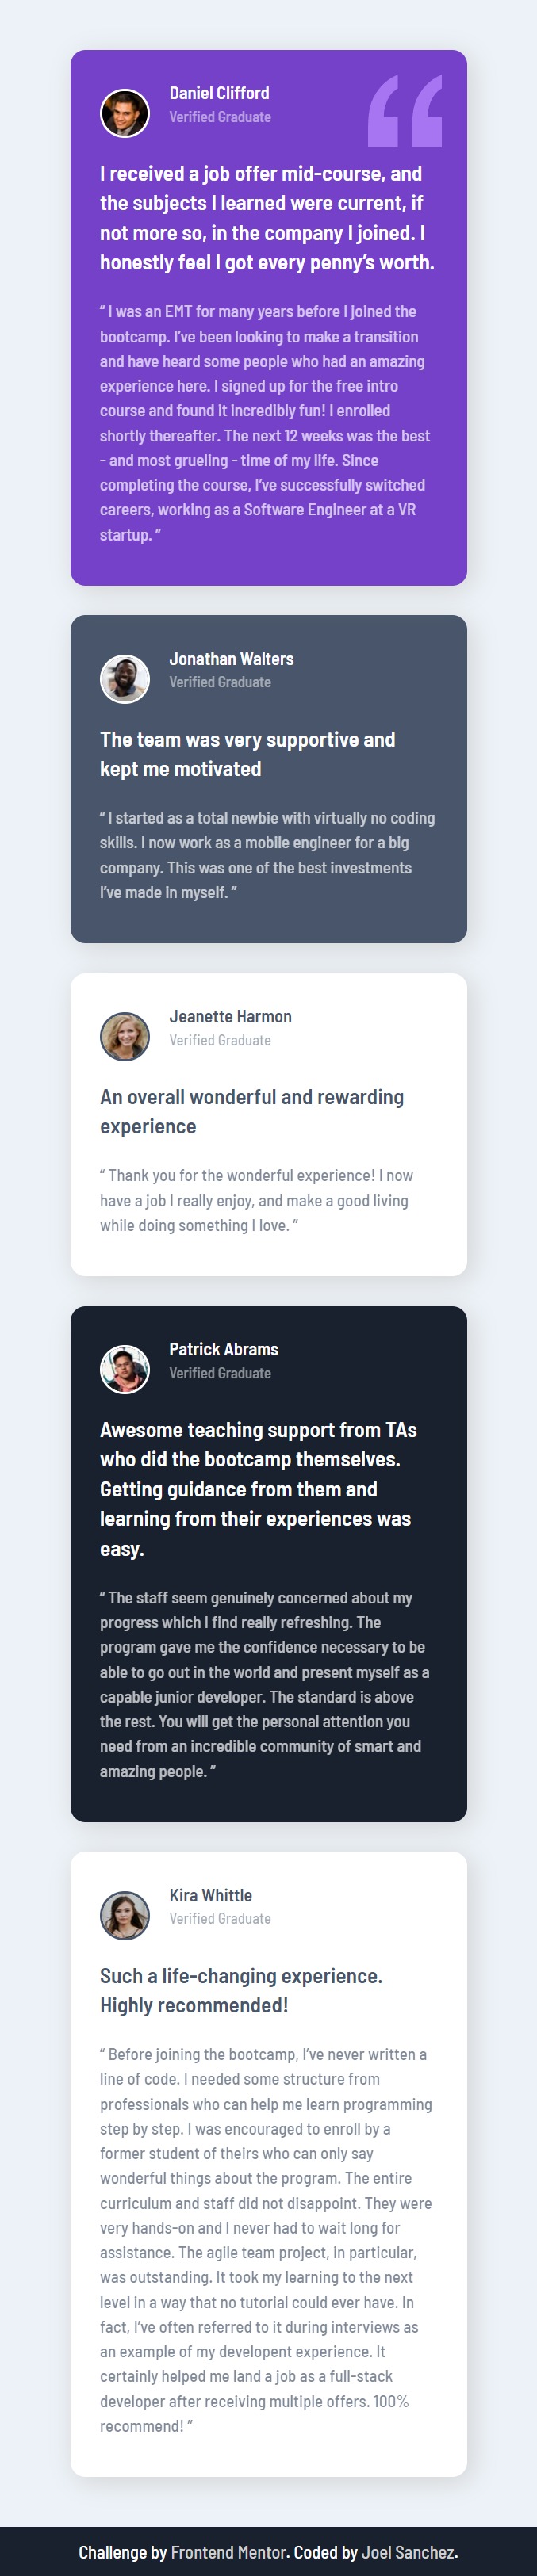 Daniel Clifford
Verified Graduate
I received a job offer mid-course, and
the subjects I learned were current, if
not more so, in the company I joined. I
honestly feel I got every penny’s worth.
“ I was an EMT for many years before I joined the
bootcamp. I’ve been looking to make a transition
and have heard some people who had an amazing
experience here. I signed up for the free intro
course and found it incredibly fun! I enrolled
shortly thereafter. The next 12 weeks was the best
- and most grueling - time of my life. Since
completing the course, I’ve successfully switched
careers, working as a Software Engineer at a VR
startup. ”
Jonathan Walters
Verified Graduate
The team was very supportive and
kept me motivated
“ I started as a total newbie with virtually no coding
skills. I now work as a mobile engineer for a big
company. This was one of the best investments
I’ve made in myself. ”
Jeanette Harmon
Verified Graduate
An overall wonderful and rewarding
experience
“ Thank you for the wonderful experience! I now
have a job I really enjoy, and make a good living
while doing something I love. ”
Patrick Abrams
Verified Graduate
Awesome teaching support from TAs
who did the bootcamp themselves.
Getting guidance from them and
learning from their experiences was
easy.
“ The staff seem genuinely concerned about my
progress which I find really refreshing. The
program gave me the confidence necessary to be
able to go out in the world and present myself as a
capable junior developer. The standard is above
the rest. You will get the personal attention you
need from an incredible community of smart and
amazing people. ”
Kira Whittle
Verified Graduate
Such a life-changing experience.
Highly recommended!
“ Before joining the bootcamp, I’ve never written a
line of code. I needed some structure from
professionals who can help me learn programming
step by step. I was encouraged to enroll by a
former student of theirs who can only say
wonderful things about the program. The entire
curriculum and staff did not disappoint. They were
very hands-on and I never had to wait long for
assistance. The agile team project, in particular,
was outstanding. It took my learning to the next
level in a way that no tutorial could ever have. In
fact, I’ve often referred to it during interviews as
an example of my developent experience. It
certainly helped me land a job as a full-stack
developer after receiving multiple offers. 100%
recommend! ”
Challenge by Frontend Mentor. Coded by Joel Sanchez.